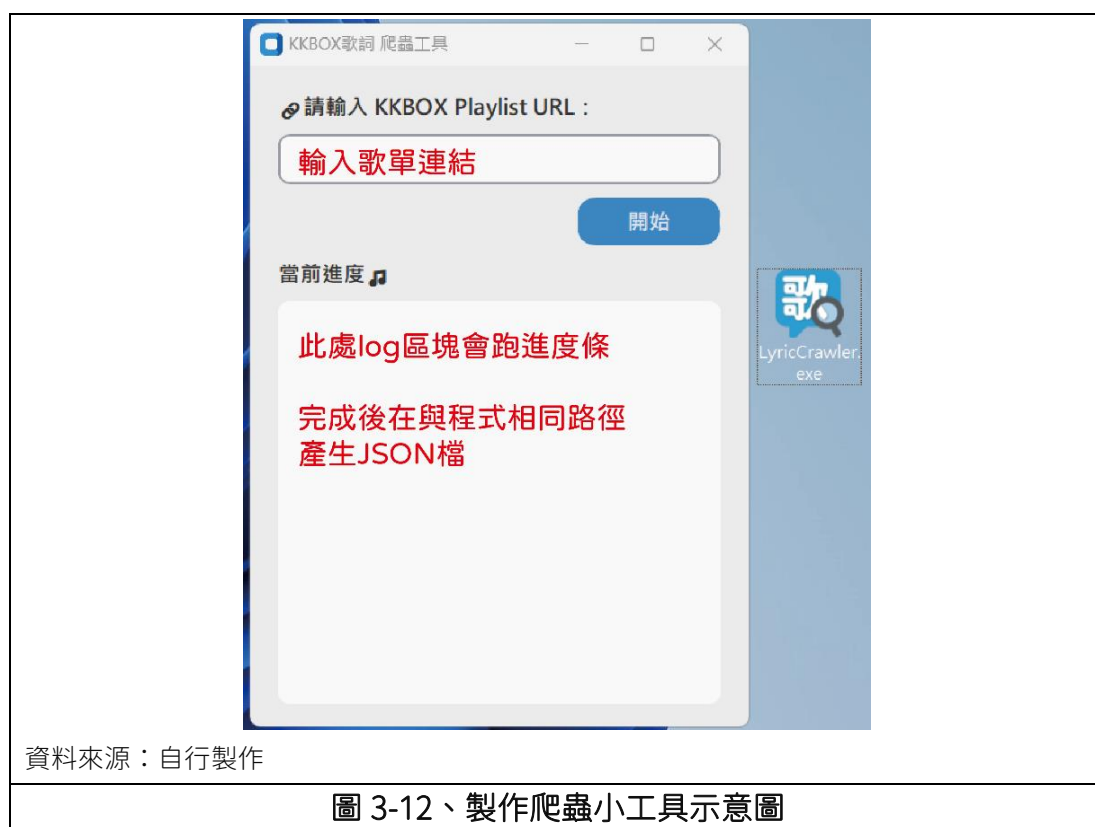 KKBOX歌詞 爬蟲工具
請輸入 KKBOX Playlist URL：
輸入歌單連結
開始
當前進度
此處log區塊會跑進度條
完成後在與程式相同路徑
產生JSON檔
歌
LyricCrawler.
exe
資料來源：自行製作
圖 3-12、製作爬蟲小工具示意圖